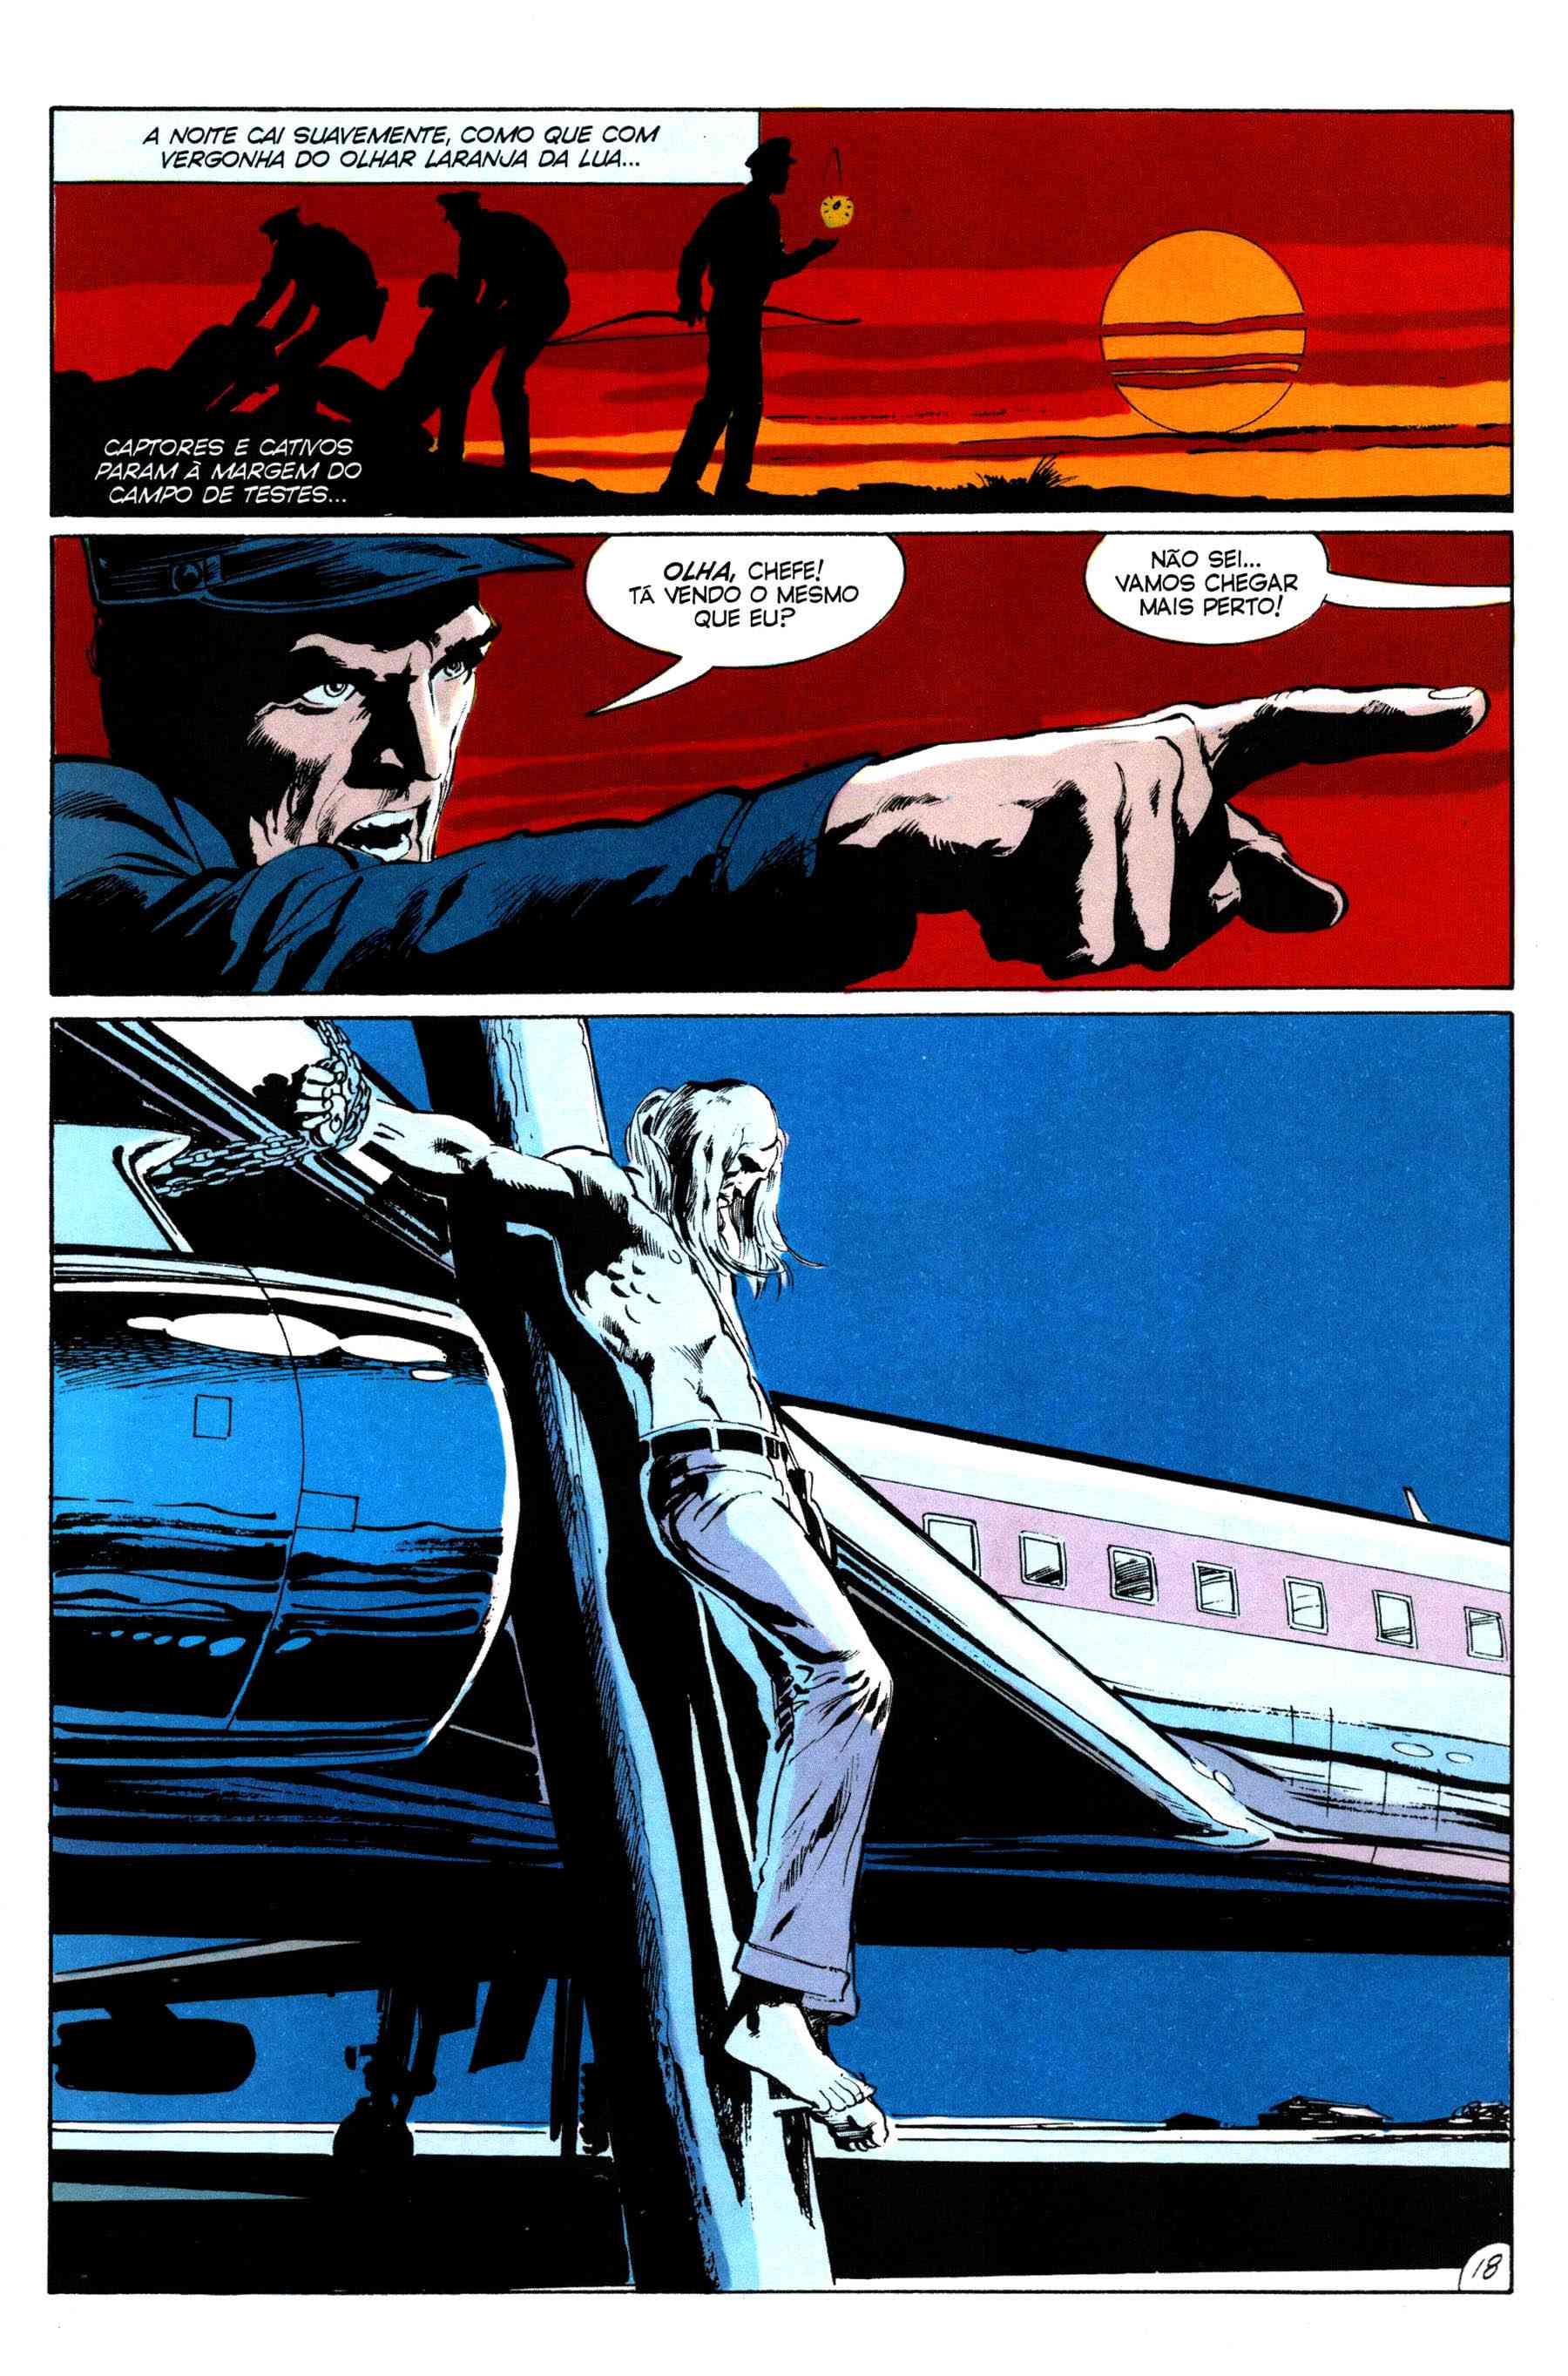 A NOITE CAI SUAVEMENTE, COMO QUE COM
VERGONHA DO OLHAR LARANJA DA LUA...
CAPTORES E CATIVOS
PARAM À MARGEM DO
CAMPO DE TESTES...
OLHA, CHEFE!
TÁ VENDO O MESMO
QUE EU?
NÃO SEI...
VAMOS CHEGAR
MAIS PERTO!
18